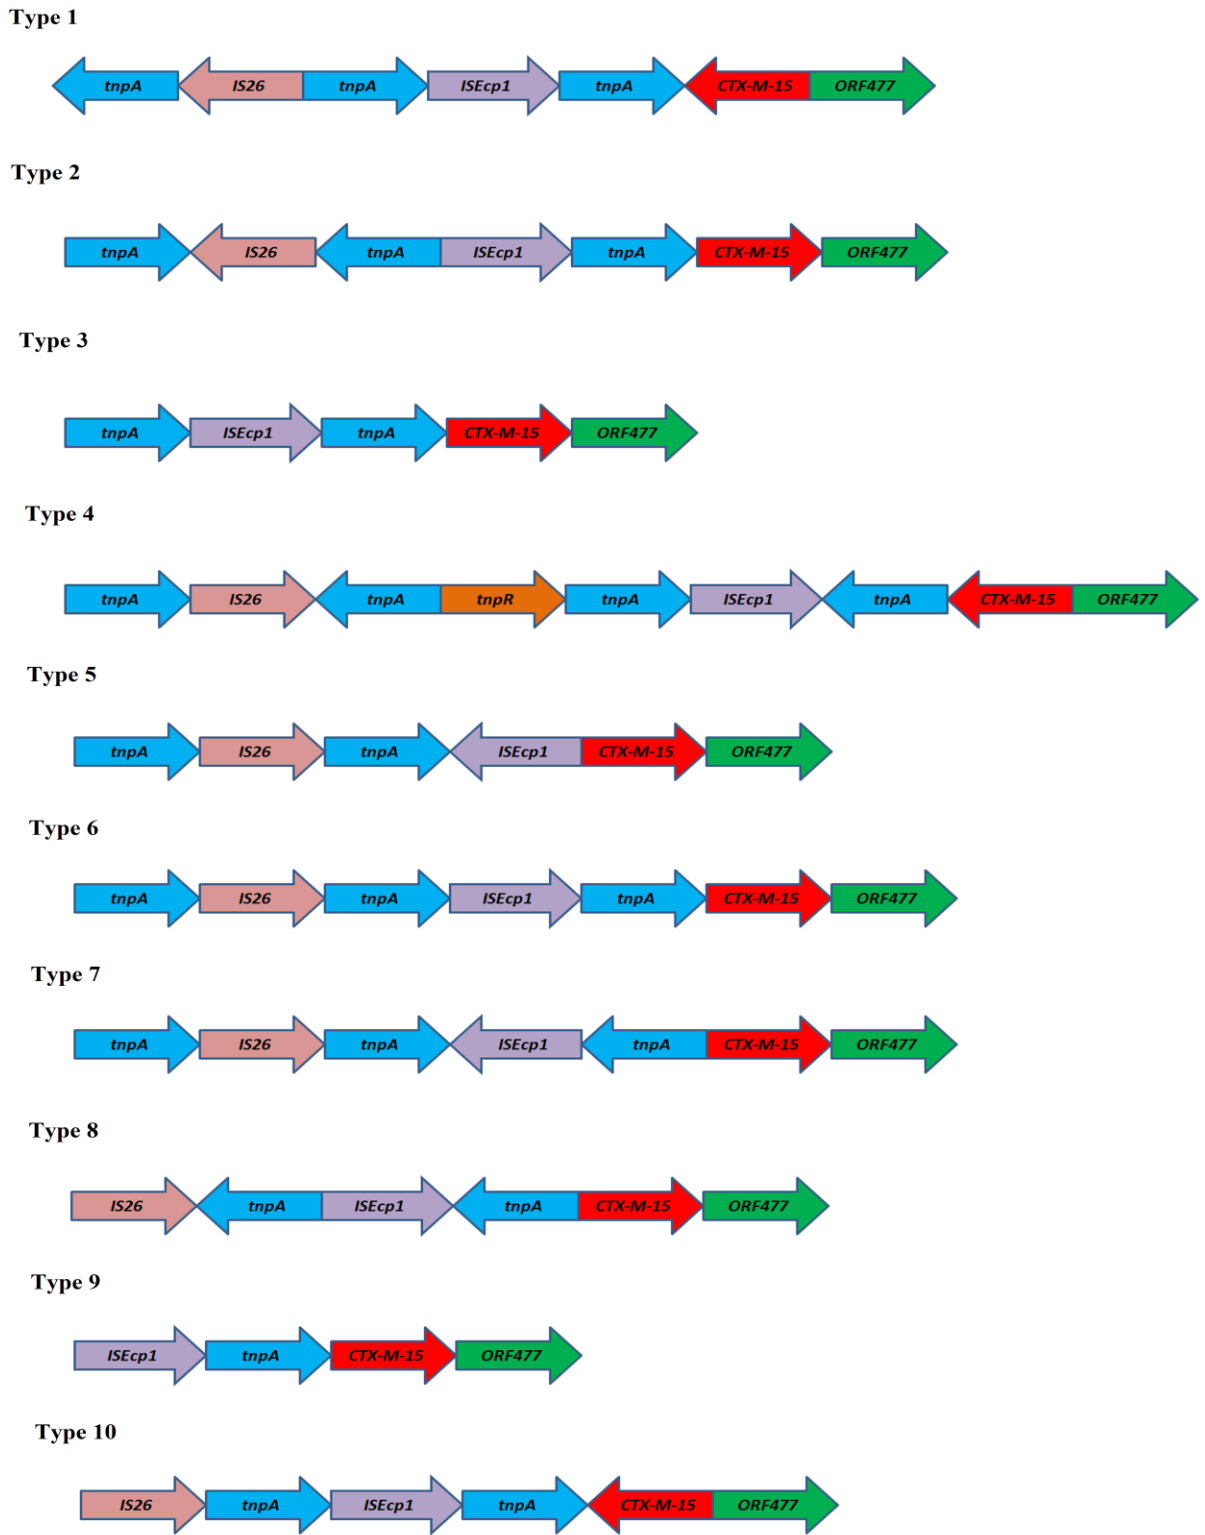 Type 1
tnpA IS26 tnpA ISEcp1 tnpA CTX-M-15 ORF477
Type 2
tnpA IS26 tnpA ISEcp1 tnpA CTX-M-15 ORF477
Type 3
tnpA ISEcp1 tnpA CTX-M-15 ORF477
Type 4
tnpA IS26 tnpA tnpR tnpA ISEcp1 tnpA CTX-M-15 ORF477
Type 5
tnpA IS26 tnpA ISEcp1 CTX-M-15 ORF477
Type 6
tnpA IS26 tnpA ISEcp1 tnpA CTX-M-15 ORF477
Type 7
tnpA IS26 tnpA ISEcp1 tnpA CTX-M-15 ORF477
Type 8
IS26 tnpA ISEcp1 tnpA CTX-M-15 ORF477
Type 9
ISEcp1 tnpA CTX-M-15 ORF477
Type 10
IS26 tnpA ISEcp1 tnpA CTX-M-15 ORF477